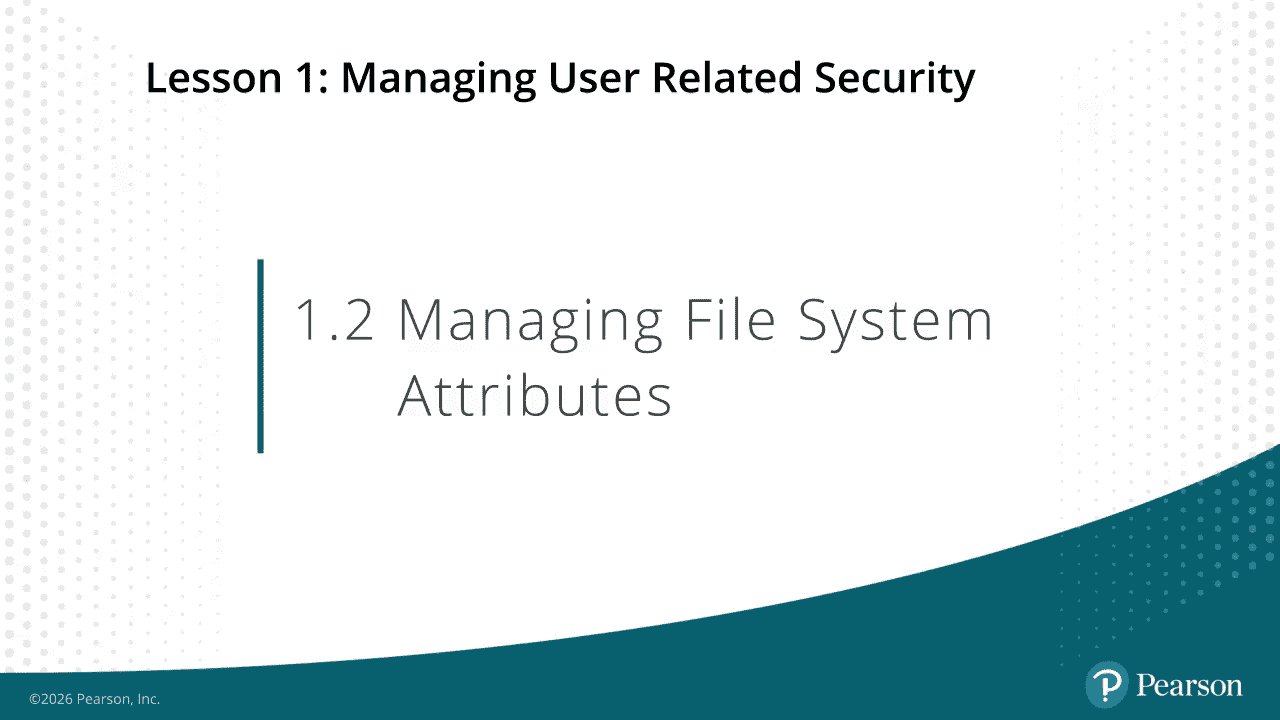 Lesson 1: Managing User Related Security
1.2 Managing File System
Attributes
©2026 Pearson, Inc.
Pearson